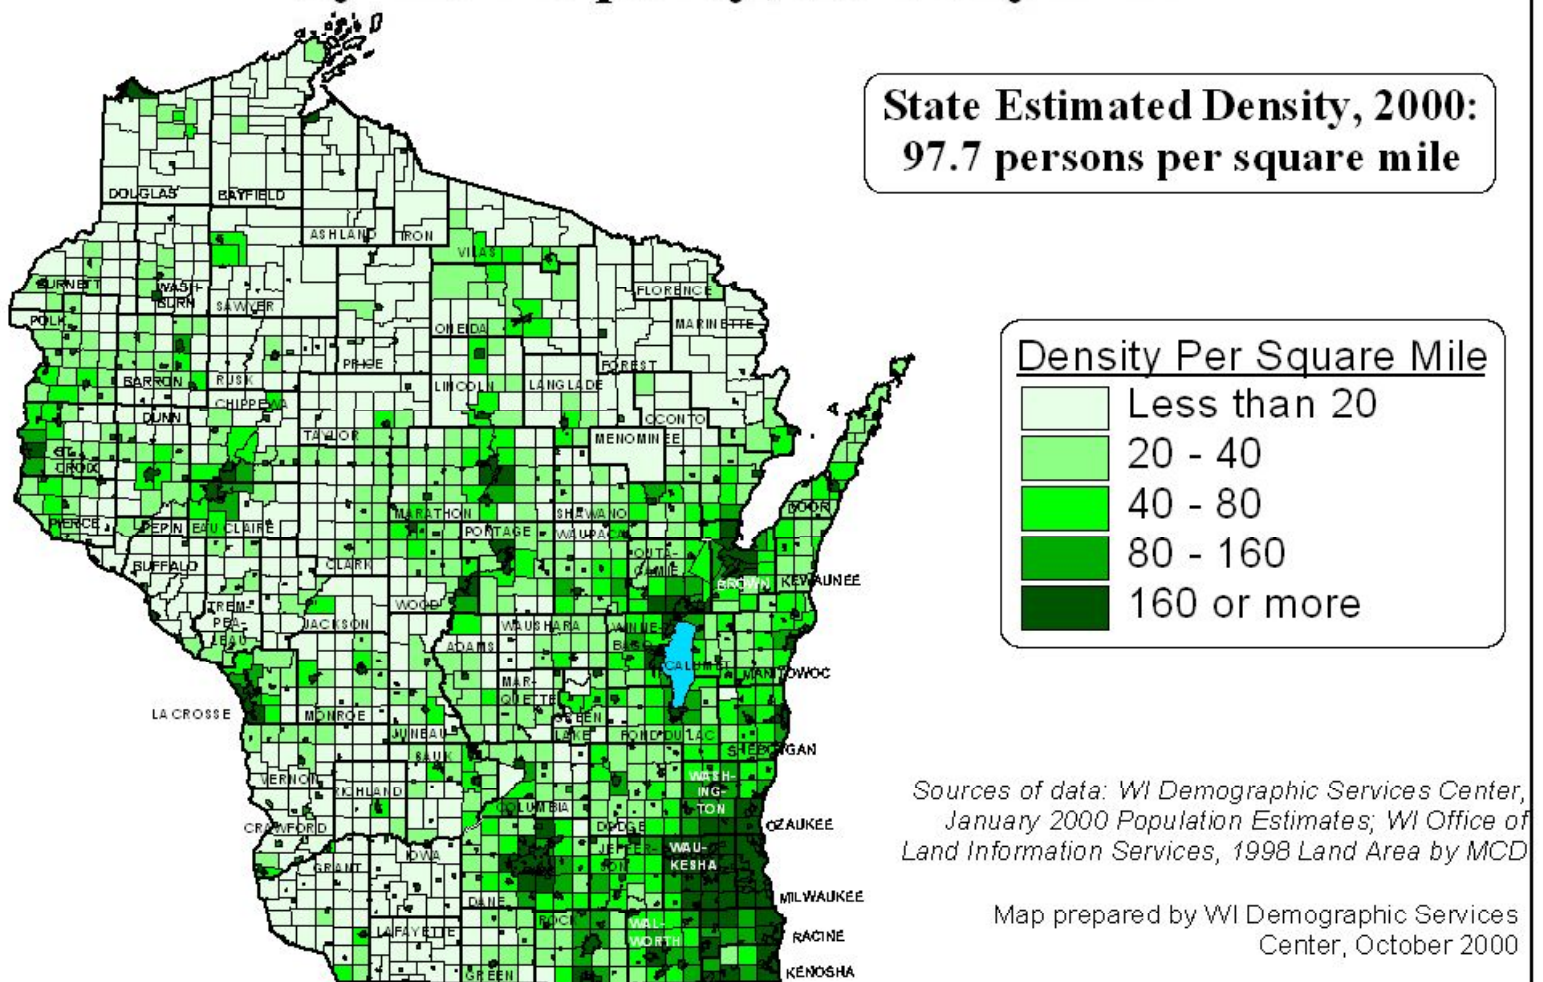 State Estimated Density, 2000:
97.7 persons per square mile
DOUGLAS
BAYFIELD
ASHLAND
IRON
VILAS
BURNETT
WASH-
BURN
SAWYER
FLORENCE
POLK
ONEIDA
MARINETTE
PRICE
FOREST
BARRON
RUSK
LINCOLN
LANGLADE
CHIPPEWA
DUNN
OCONTO
TAYLOR
MENOMINEE
ST.
CROIX
MARATHON
SHAWANO
DOOR
PIERCE
PEPIN
EAU CLAIRE
PORTAGE
WAUPACA
BUFFALO
CLARK
OUTA-
GAMIE
BROWN
KEWAUNEE
TREM-
PEA-
LEAU
JACKSON
WOOD
WAUSHARA
WINNE-
BAGO
ADAMS
CALUMET
MANITOWOC
MAR-
QUETTE
LA CROSSE
MONROE
GREEN
LAKE
JUNEAU
FOND DU LAC
SHEBOYGAN
SAUK
VERNON
RICHLAND
WASH-
ING-
TON
COLUMBIA
CRAWFORD
DODGE
OZAUKEE
IOWA
JEFFER-
SON
WAU-
KESHA
GRANT
DANE
MILWAUKEE
ROCK
WAL-
WORTH
LAFAYETTE
RACINE
GREEN
KENOSHA
Density Per Square Mile
Less than 20
20 - 40
40 - 80
80 - 160
160 or more
Sources of data: WI Demographic Services Center,
January 2000 Population Estimates; WI Office of
Land Information Services, 1998 Land Area by MCD
Map prepared by WI Demographic Services
Center, October 2000